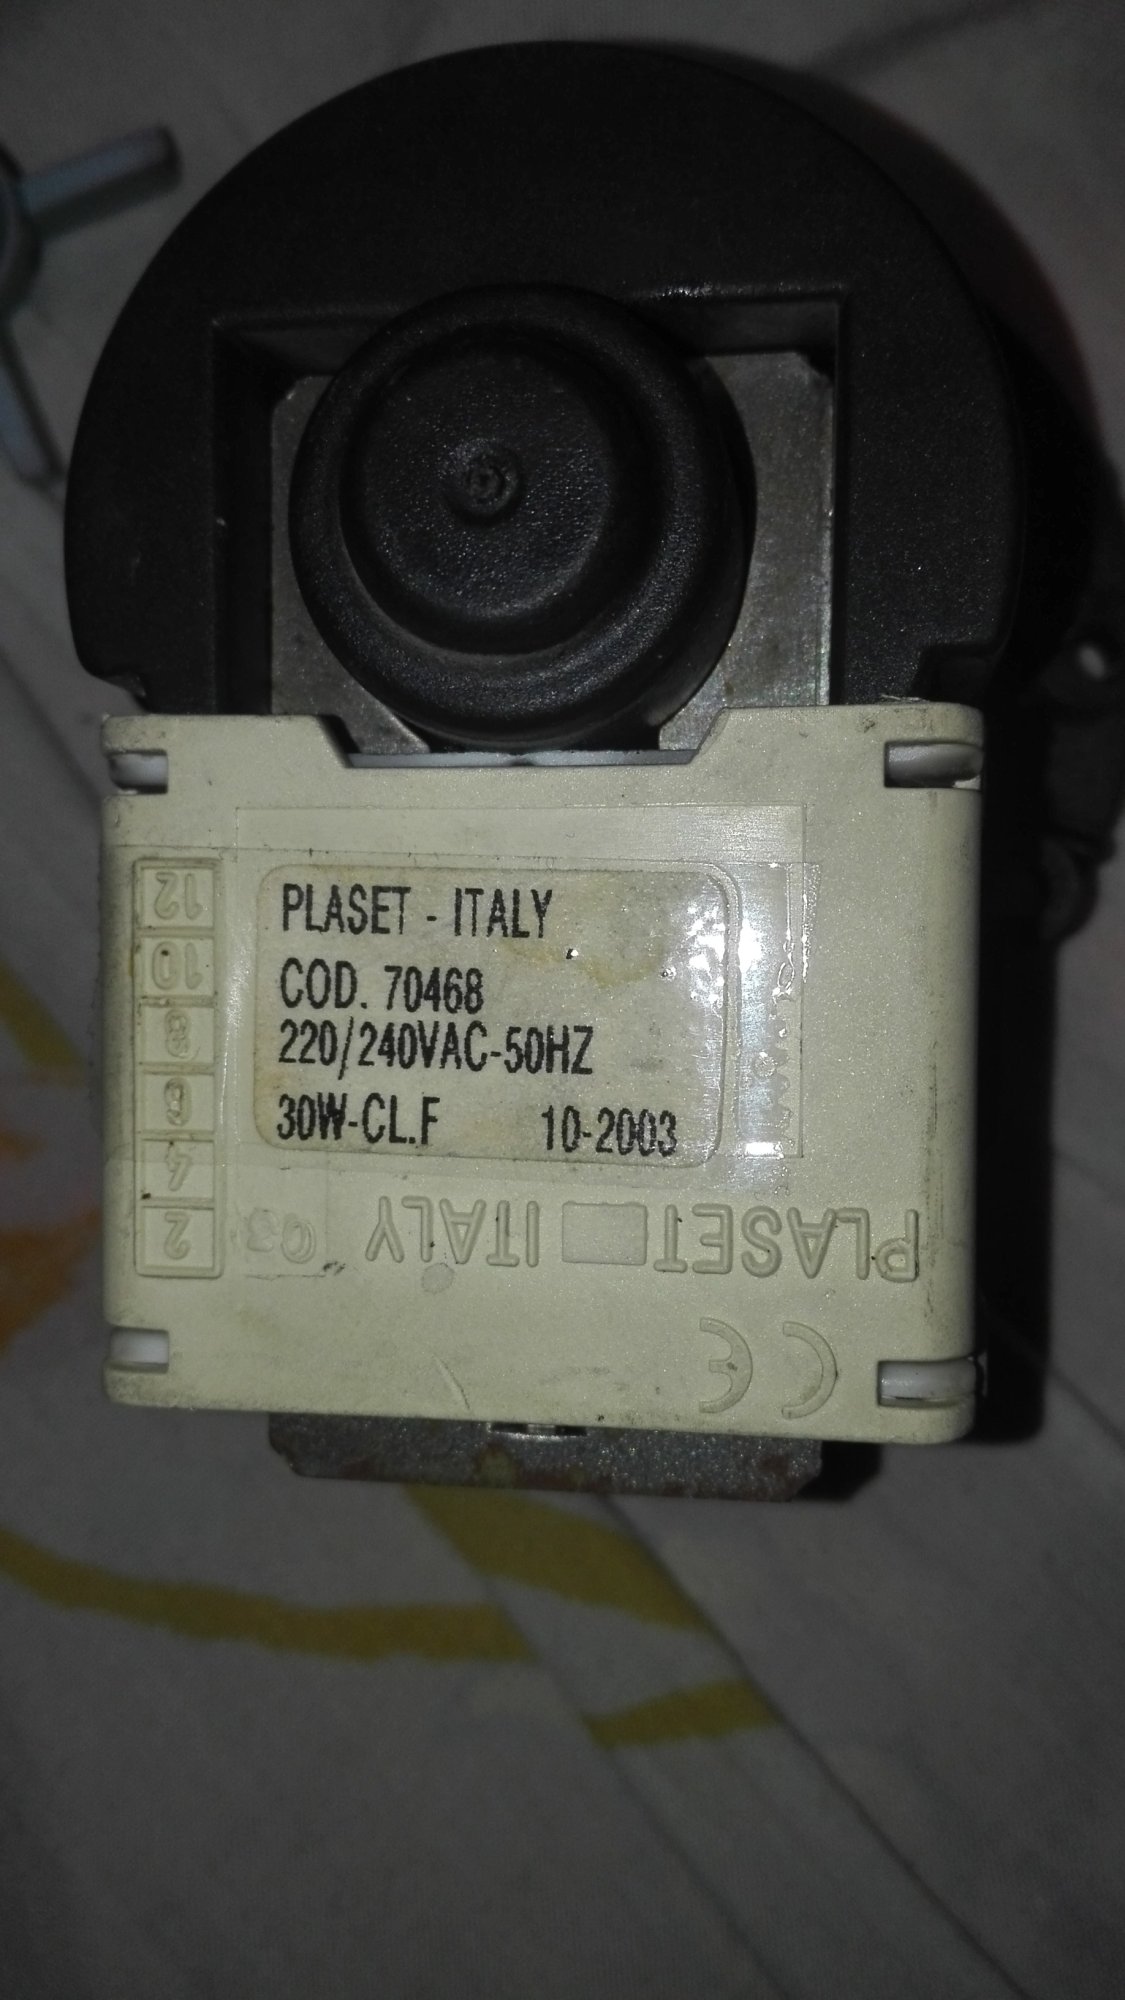 PLASET - ITALY
COD. 70468
220/240VAC-50HZ
30W-CL.F 10-2003
12
10
8
6
4
2
PLASET ITALY 03
CE